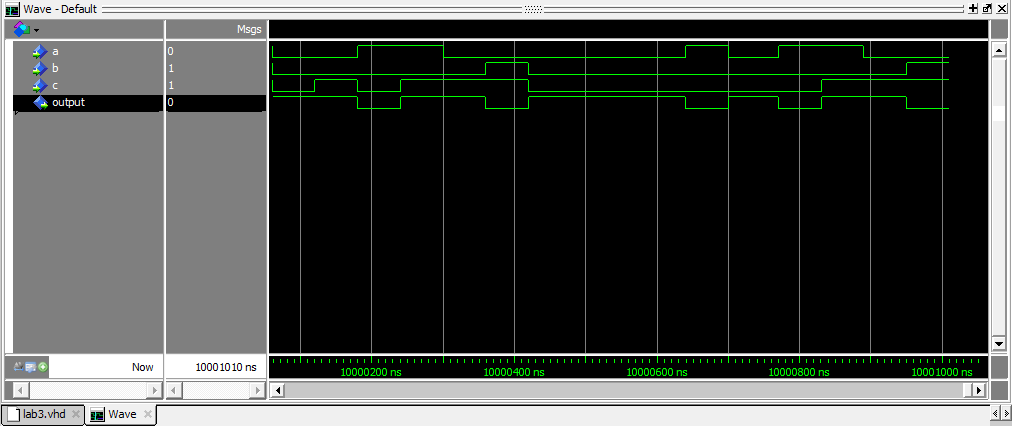 Wave - Default
Msgs
a 0
b 1
c 1
output 0
Now 10001010 ns
10000200 ns 10000400 ns 10000600 ns 10000800 ns 10001000 ns
lab3.vhd Wave